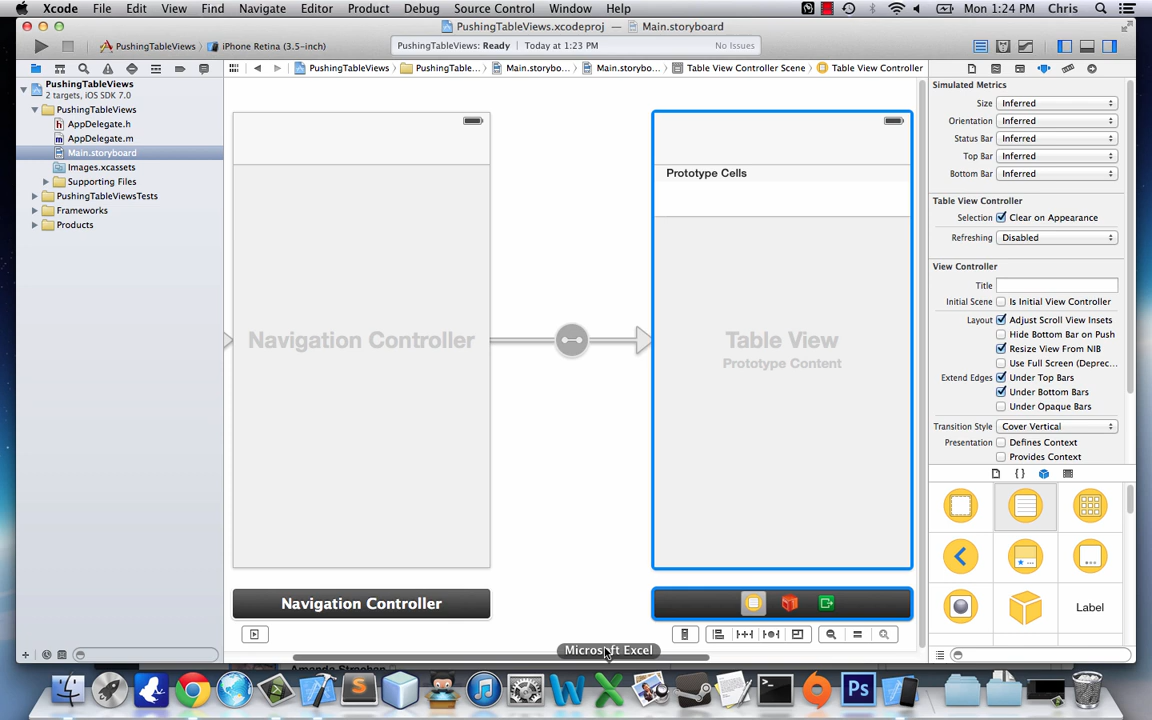 Xcode File Edit View Find Navigate Editor Product Debug Source Control Window Help Mon 1:24 PM Chris
PushingTableViews.xcodeproj — Main.storyboard
PushingTableViews iPhone Retina (3.5-inch)
PushingTableViews: Ready Today at 1:23 PM No Issues
PushingTableViews PushingTable... Main.storybo... Main.storybo... Table View Controller Scene Table View Controller
PushingTableViews
2 targets, iOS SDK 7.0
PushingTableViews
AppDelegate.h
AppDelegate.m
Main.storyboard
Images.xcassets
Supporting Files
PushingTableViewsTests
Frameworks
Products
Navigation Controller
Navigation Controller
Prototype Cells
Table View
Prototype Content
Simulated Metrics
Size Inferred
Orientation Inferred
Status Bar Inferred
Top Bar Inferred
Bottom Bar Inferred
Table View Controller
Selection Clear on Appearance
Refreshing Disabled
View Controller
Title
Initial Scene Is Initial View Controller
Layout Adjust Scroll View Insets
Hide Bottom Bar on Push
Resize View From NIB
Use Full Screen (Deprec...
Extend Edges Under Top Bars
Under Bottom Bars
Under Opaque Bars
Transition Style Cover Vertical
Presentation Defines Context
Provides Context
Label
Microsoft Excel